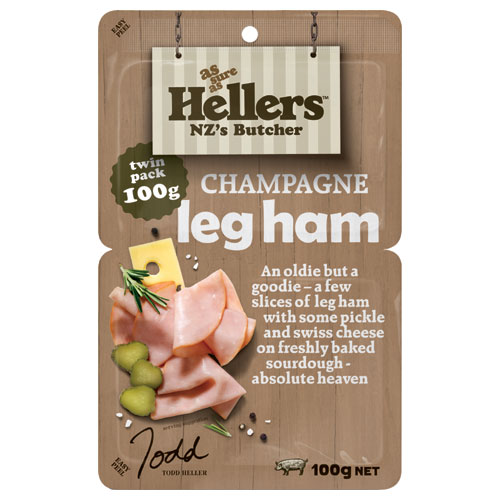 EASY PEEL
as sure as
Hellers™
NZ's Butcher
twin
pack
100g
CHAMPAGNE
leg ham
An oldie but a
goodie – a few
slices of leg ham
with some pickle
and swiss cheese
on freshly baked
sourdough -
absolute heaven
Todd
TODD HELLER
EASY PEEL
100g NET